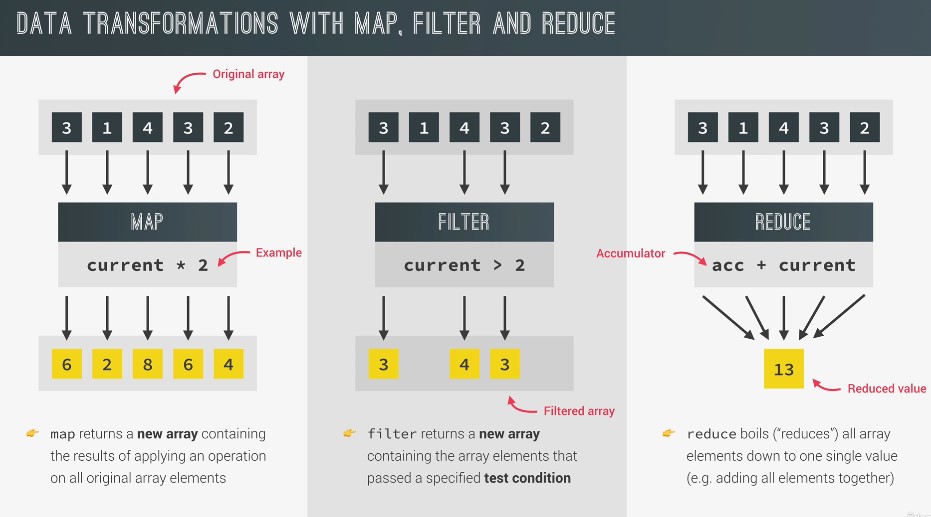 DATA TRANSFORMATIONS WITH MAP, FILTER AND REDUCE
Original array
3 1 4 3 2
MAP
current * 2
Example
6 2 8 6 4
👉 map returns a new array containing
the results of applying an operation
on all original array elements
3 1 4 3 2
FILTER
current > 2
3 4 3
Filtered array
👉 filter returns a new array
containing the array elements that
passed a specified test condition
3 1 4 3 2
REDUCE
Accumulator
acc + current
13
Reduced value
👉 reduce boils (“reduces”) all array
elements down to one single value
(e.g. adding all elements together)